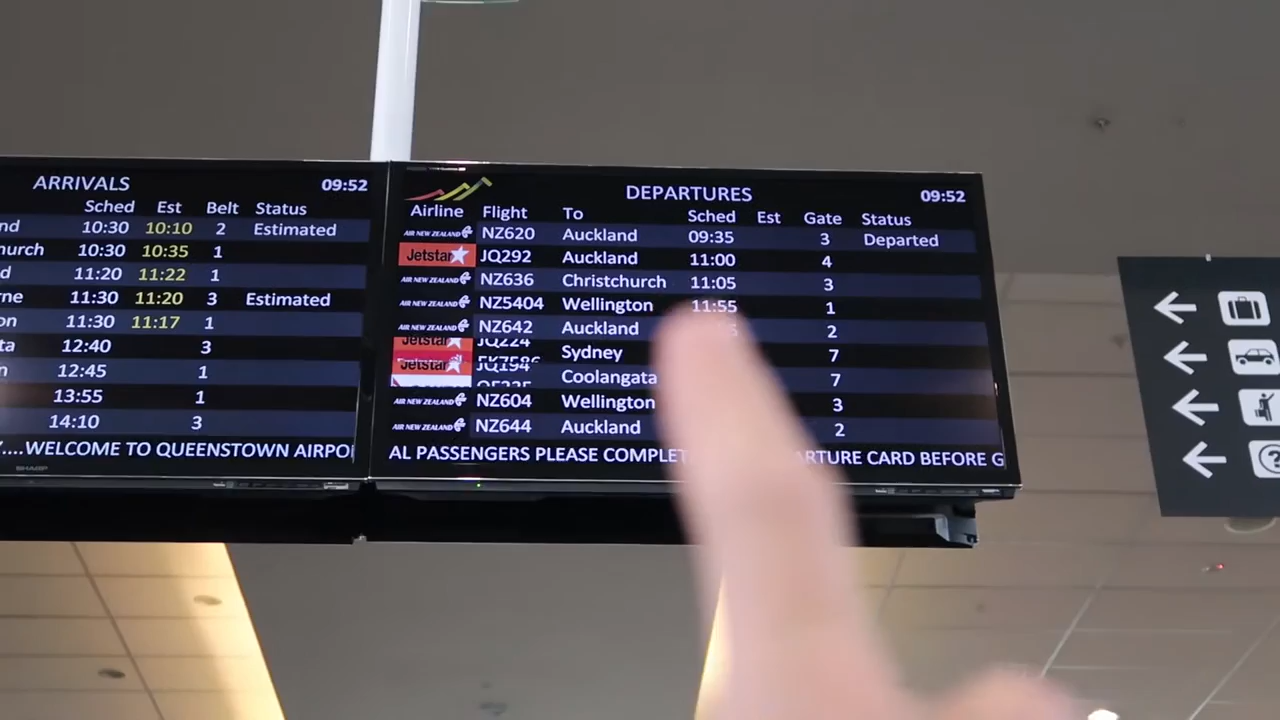 ARRIVALS 09:52
Sched Est Belt Status
nd 10:30 10:10 2 Estimated
hurch 10:30 10:35 1
d 11:20 11:22 1
ne 11:30 11:20 3 Estimated
on 11:30 11:17 1
ta 12:40 3
n 12:45 1
13:55 1
14:10 3
....WELCOME TO QUEENSTOWN AIRPO
SHARP
DEPARTURES 09:52
Airline Flight To Sched Est Gate Status
AIR NEW ZEALAND NZ620 Auckland 09:35 3 Departed
Jetstar JQ292 Auckland 11:00 4
AIR NEW ZEALAND NZ636 Christchurch 11:05 3
AIR NEW ZEALAND NZ5404 Wellington 11:55 1
AIR NEW ZEALAND NZ642 Auckland 2
Jetstar JQ224 Sydney 7
Jetstar Coolangata 7
AIR NEW ZEALAND NZ604 Wellington 3
AIR NEW ZEALAND NZ644 Auckland 2
AL PASSENGERS PLEASE COMPLET ARTURE CARD BEFORE G
?